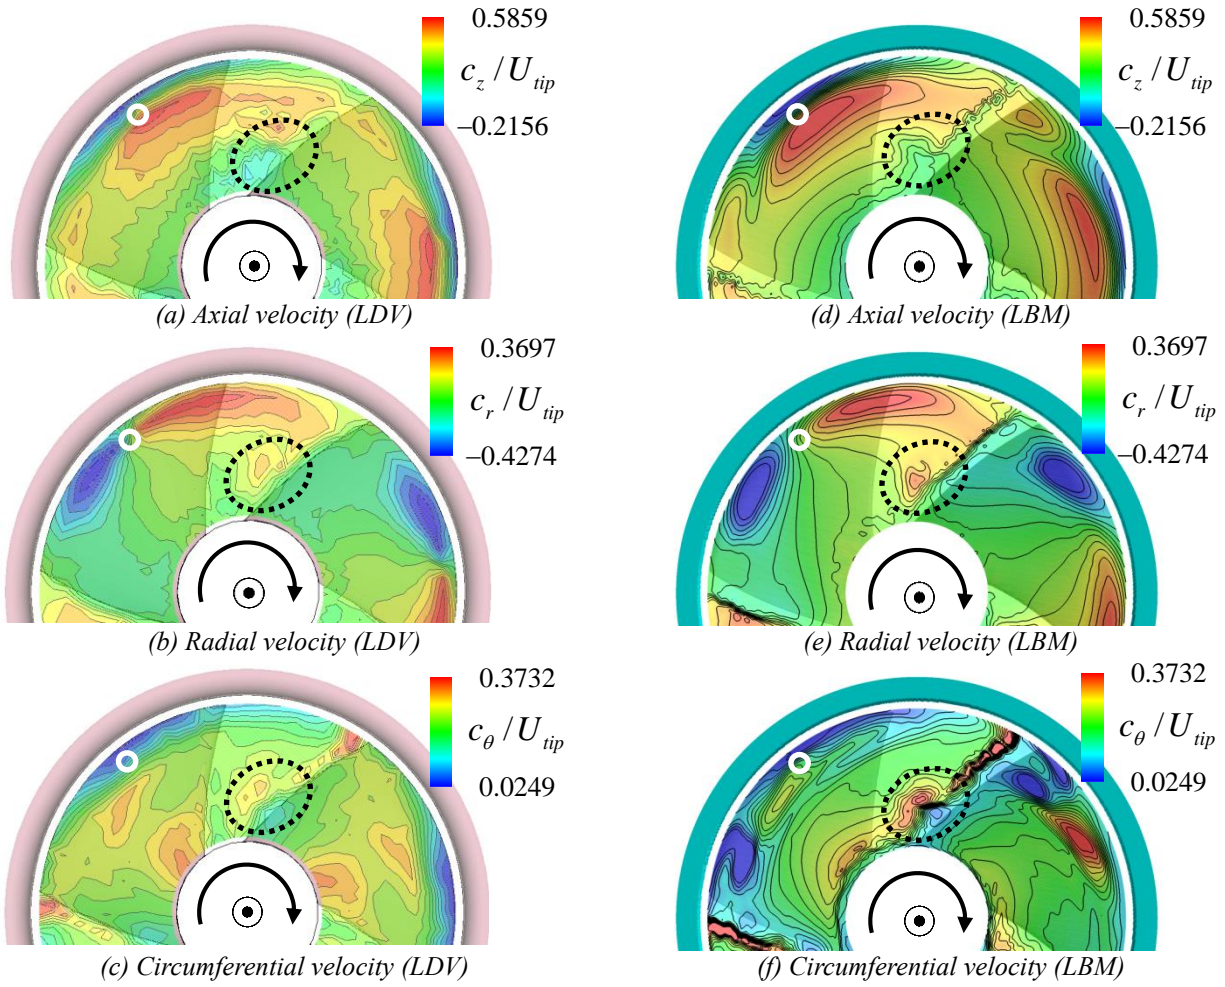 0.5859
c_z / U_tip
–0.2156
(a) Axial velocity (LDV)
0.5859
c_z / U_tip
–0.2156
(d) Axial velocity (LBM)
0.3697
c_r / U_tip
–0.4274
(b) Radial velocity (LDV)
0.3697
c_r / U_tip
–0.4274
(e) Radial velocity (LBM)
0.3732
c_θ / U_tip
0.0249
(c) Circumferential velocity (LDV)
0.3732
c_θ / U_tip
0.0249
(f) Circumferential velocity (LBM)